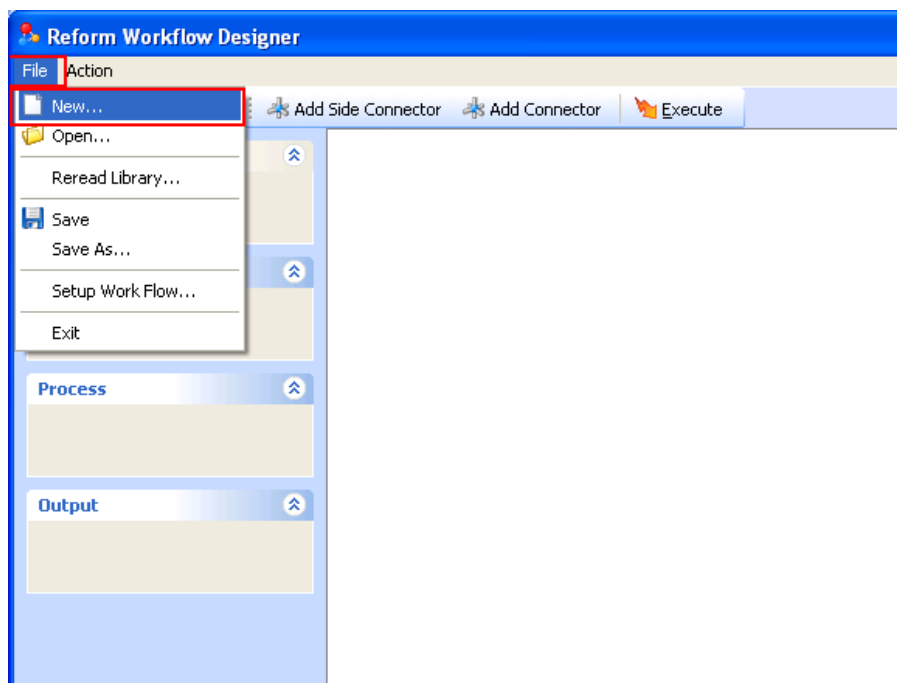 Reform Workflow Designer
File Action
New...
Add Side Connector Add Connector Execute
Open...
Reread Library...
Save
Save As...
Setup Work Flow...
Exit
Process
Output